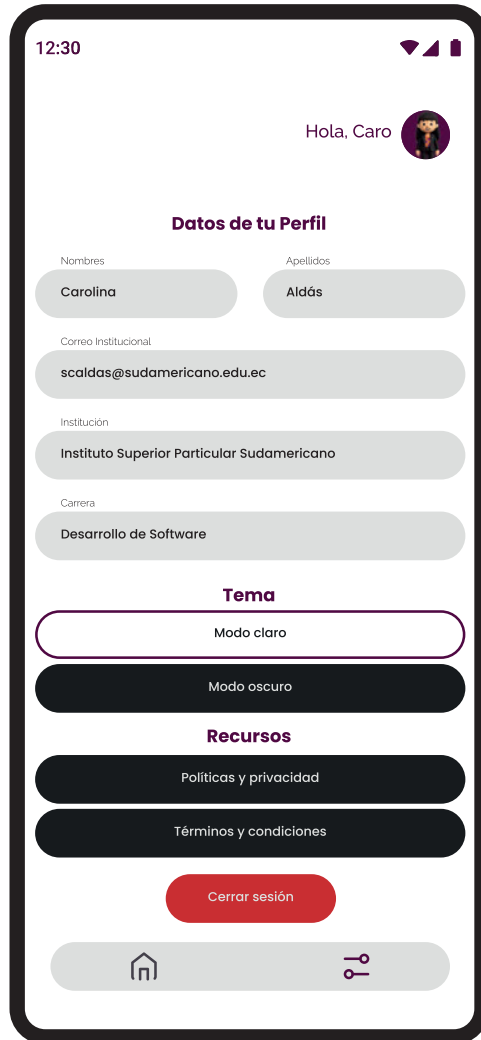 12:30
Hola, Caro
Datos de tu Perfil
Nombres
Apellidos
Carolina
Aldás
Correo Institucional
scaldas@sudamericano.edu.ec
Institución
Instituto Superior Particular Sudamericano
Carrera
Desarrollo de Software
Tema
Modo claro
Modo oscuro
Recursos
Políticas y privacidad
Términos y condiciones
Cerrar sesión